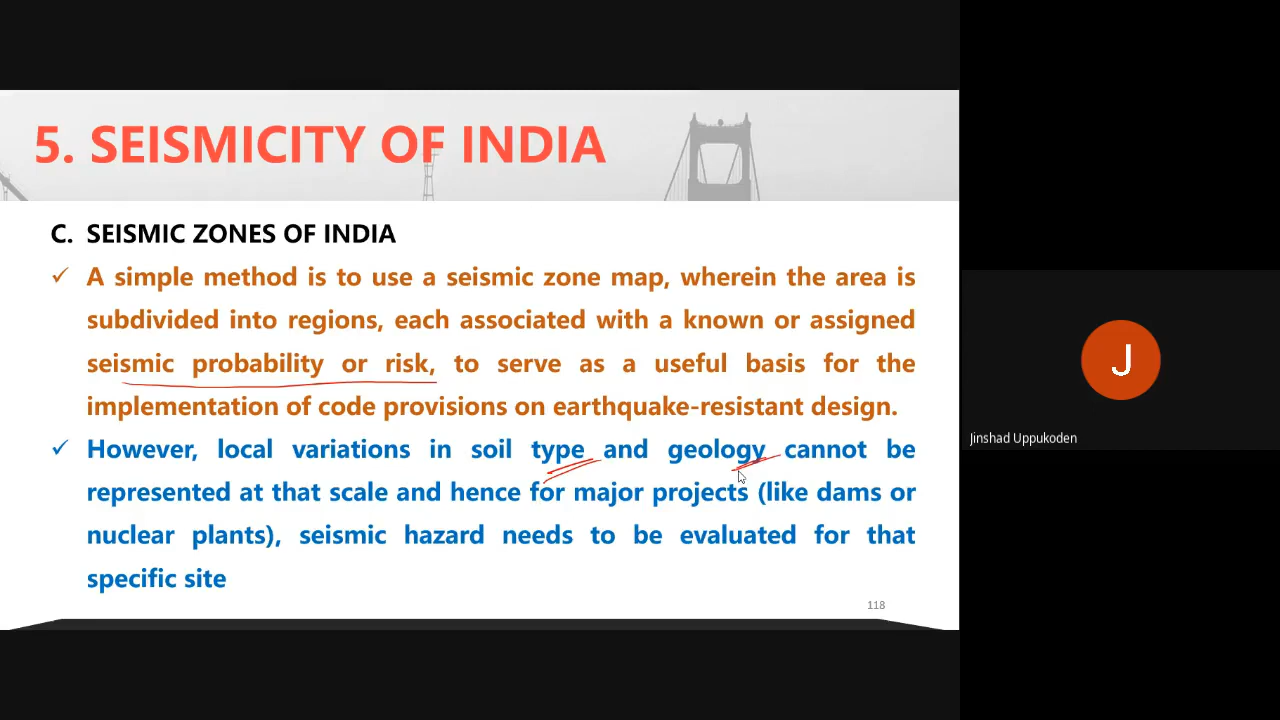 5. SEISMICITY OF INDIA
C. SEISMIC ZONES OF INDIA
✓ A simple method is to use a seismic zone map, wherein the area is
subdivided into regions, each associated with a known or assigned
seismic probability or risk, to serve as a useful basis for the
implementation of code provisions on earthquake-resistant design.
✓ However, local variations in soil type and geology cannot be
represented at that scale and hence for major projects (like dams or
nuclear plants), seismic hazard needs to be evaluated for that
specific site
118
J
Jinshad Uppukoden